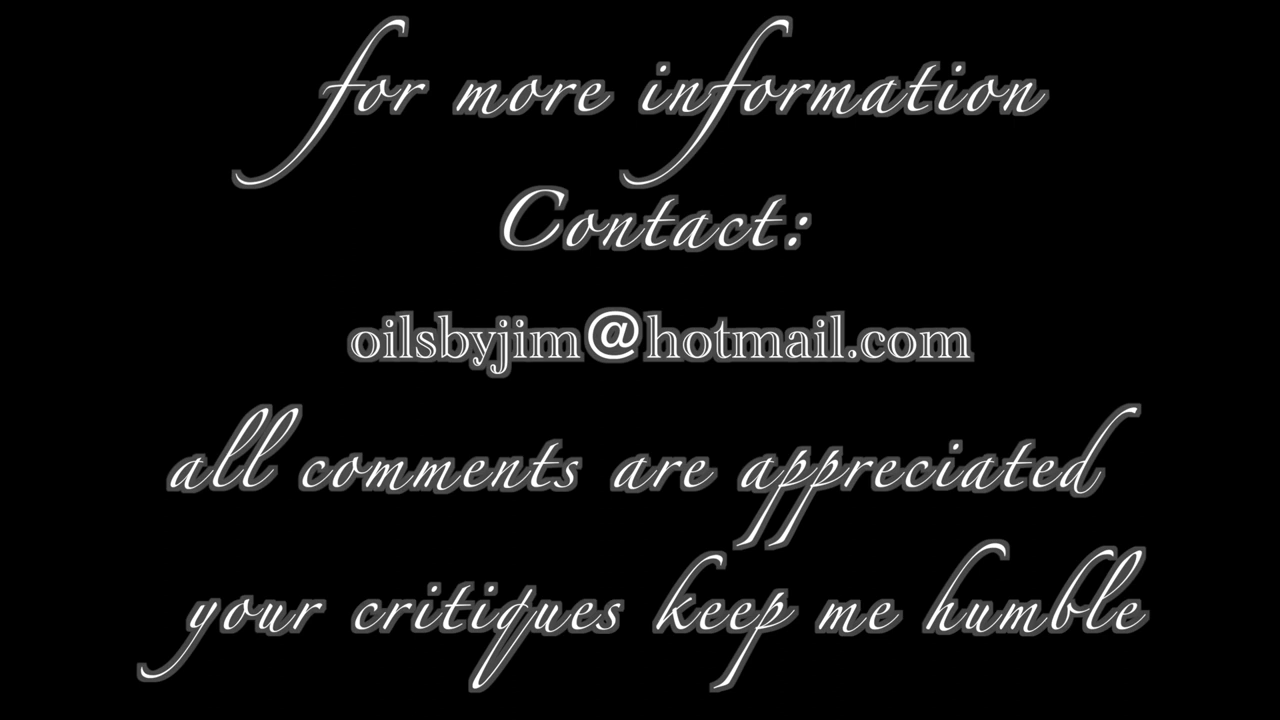 for more information
Contact:
oilsbyjim@hotmail.com
all comments are appreciated
your critiques keep me humble